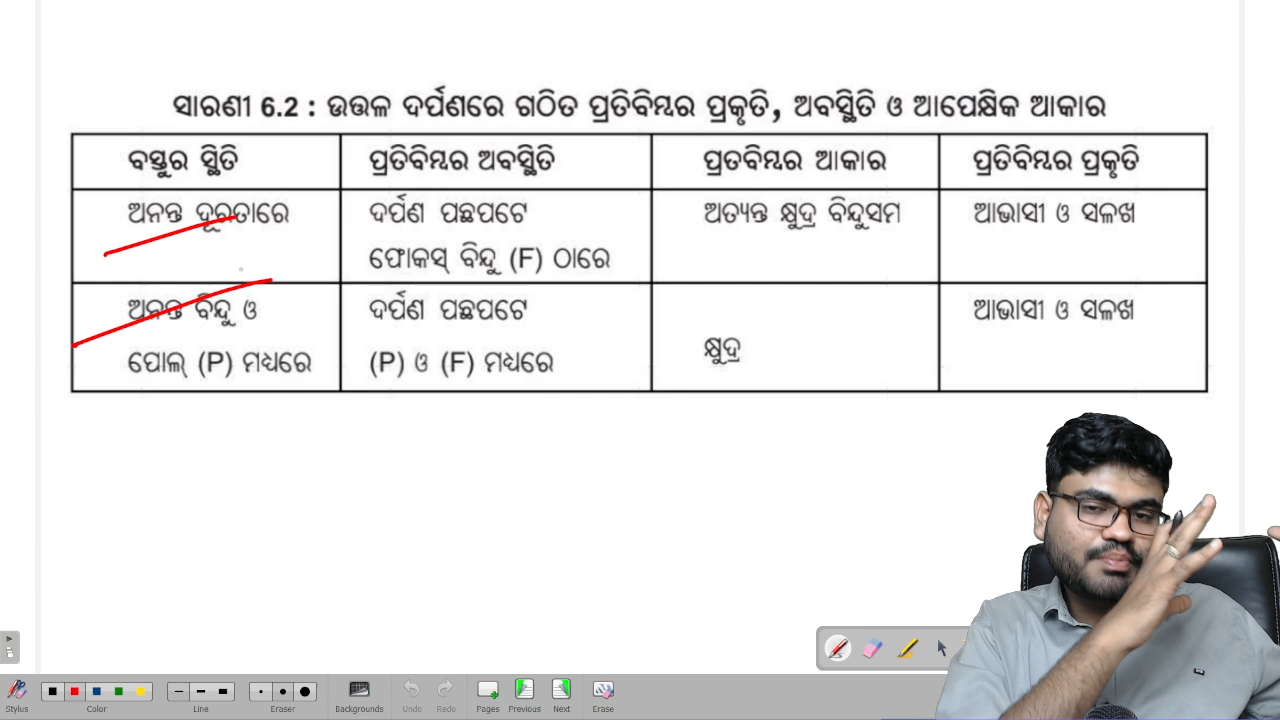 ସାରଣୀ 6.2 : ଉତ୍ତଳ ଦର୍ପଣରେ ଗଠିତ ପ୍ରତିବିମ୍ବର ପ୍ରକୃତି, ଅବସ୍ଥିତି ଓ ଆପେକ୍ଷିକ ଆକାର
ବସ୍ତୁର ସ୍ଥିତି
ପ୍ରତିବିମ୍ବର ଅବସ୍ଥିତି
ପ୍ରତବିମ୍ବର ଆକାର
ପ୍ରତିବିମ୍ବର ପ୍ରକୃତି
ଅନନ୍ତ ଦୂରତାରେ
ଦର୍ପଣ ପଛପଟେ
ଫୋକସ୍ ବିନ୍ଦୁ (F) ଠାରେ
ଅତ୍ୟନ୍ତ କ୍ଷୁଦ୍ର ବିନ୍ଦୁସମ
ଆଭାସୀ ଓ ସଳଖ
ଅନନ୍ତ ବିନ୍ଦୁ ଓ
ପୋଲ୍ (P) ମଧ୍ୟରେ
ଦର୍ପଣ ପଛପଟେ
(P) ଓ (F) ମଧ୍ୟରେ
କ୍ଷୁଦ୍ର
ଆଭାସୀ ଓ ସଳଖ
Stylus
Color
Line
Eraser
Backgrounds
Undo
Redo
Pages
Previous
Next
Erase